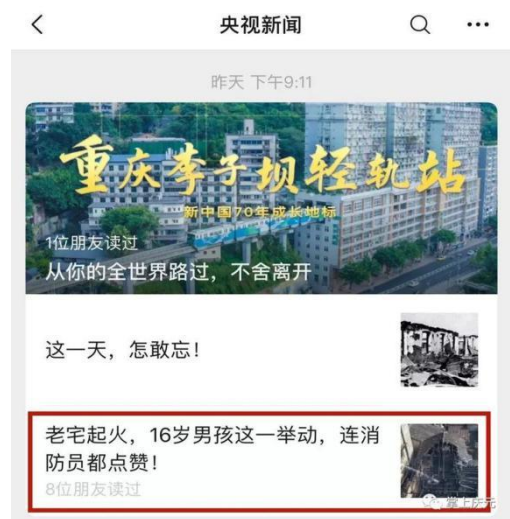 央视新闻
昨天 下午9:11
重庆李子坝轻轨站
新中国70年成长地标
1位朋友读过
从你的全世界路过，不舍离开
这一天，怎敢忘！
老宅起火，16岁男孩这一举动，连消
防员都点赞！
8位朋友读过
掌上庆元